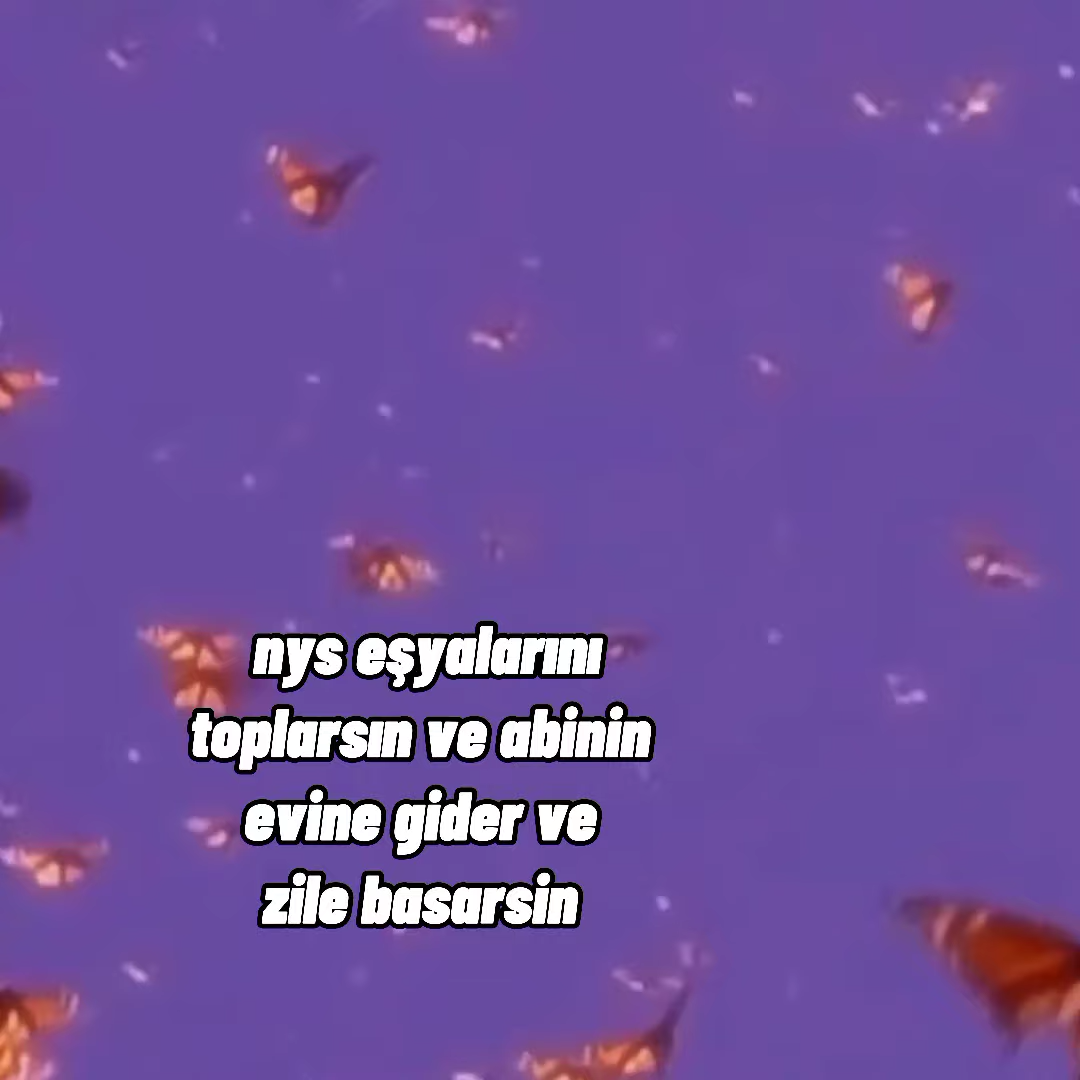 nys eşyalarını
toplarsın ve abinin
evine gider ve
zile basarsin